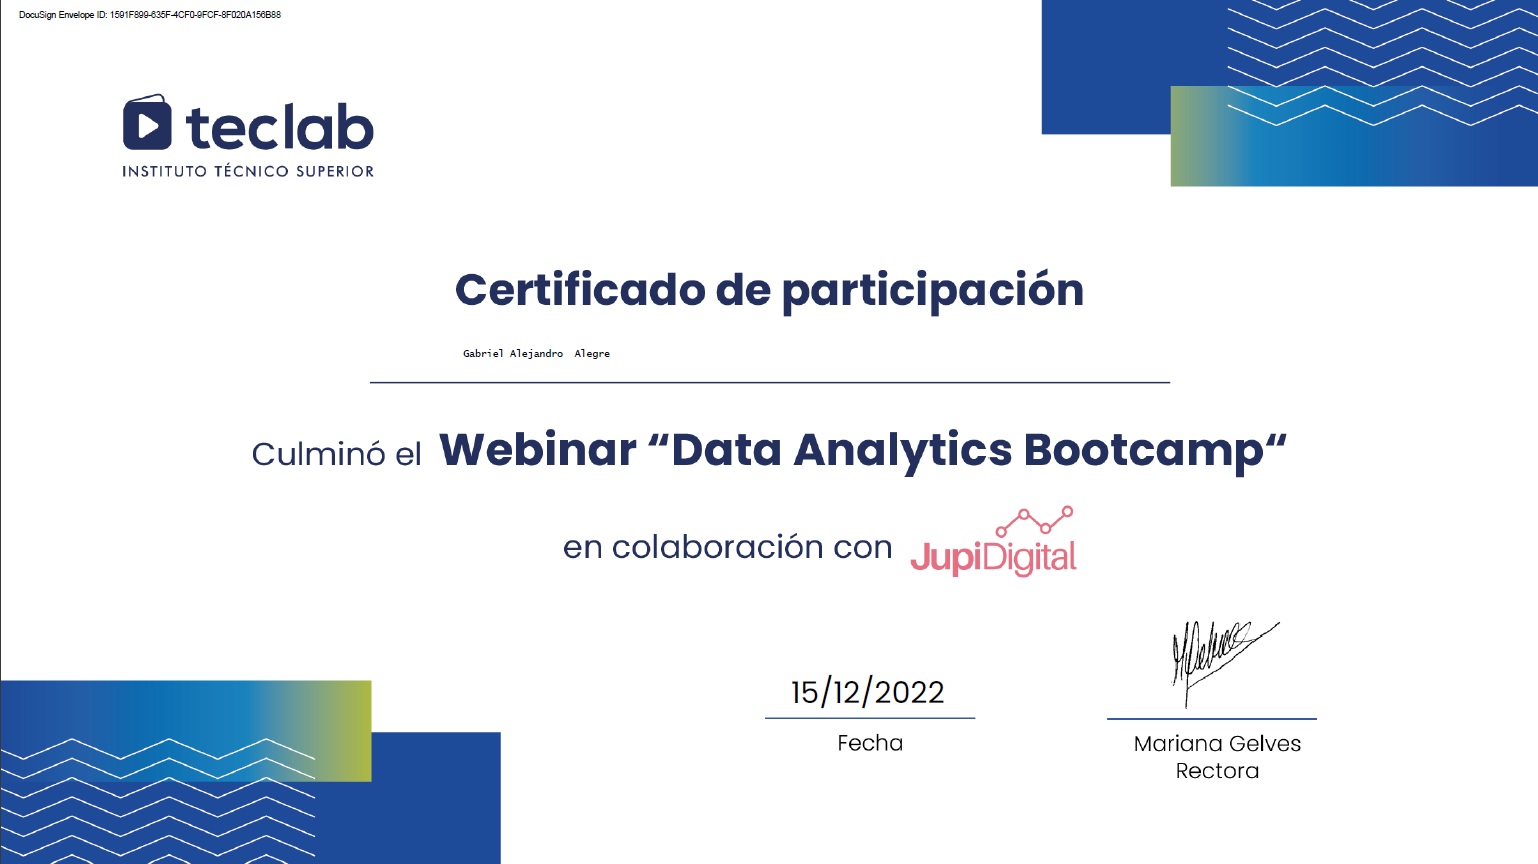 DocuSign Envelope ID: 1591F899-635F-4CF0-9FCF-8F020A156B88
teclab
INSTITUTO TÉCNICO SUPERIOR
Certificado de participación
Gabriel Alejandro  Alegre
Culminó el Webinar “Data Analytics Bootcamp“
en colaboración con JupiDigital
15/12/2022
Fecha
Mariana Gelves
Rectora